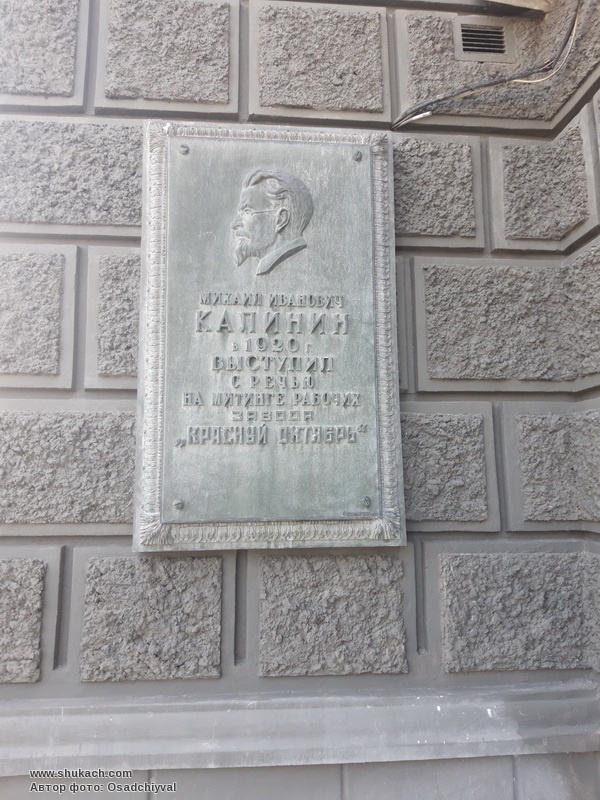 МИХАИЛ ИВАНОВИЧ
КАЛИНИН
в 1920 г.
ВЫСТУПИЛ
С РЕЧЬЮ
НА МИТИНГЕ РАБОЧИХ
ЗАВОДА
„КРАСНЫЙ ОКТЯБРЬ“
www.shukach.com
Автор фото: Osadchiyval